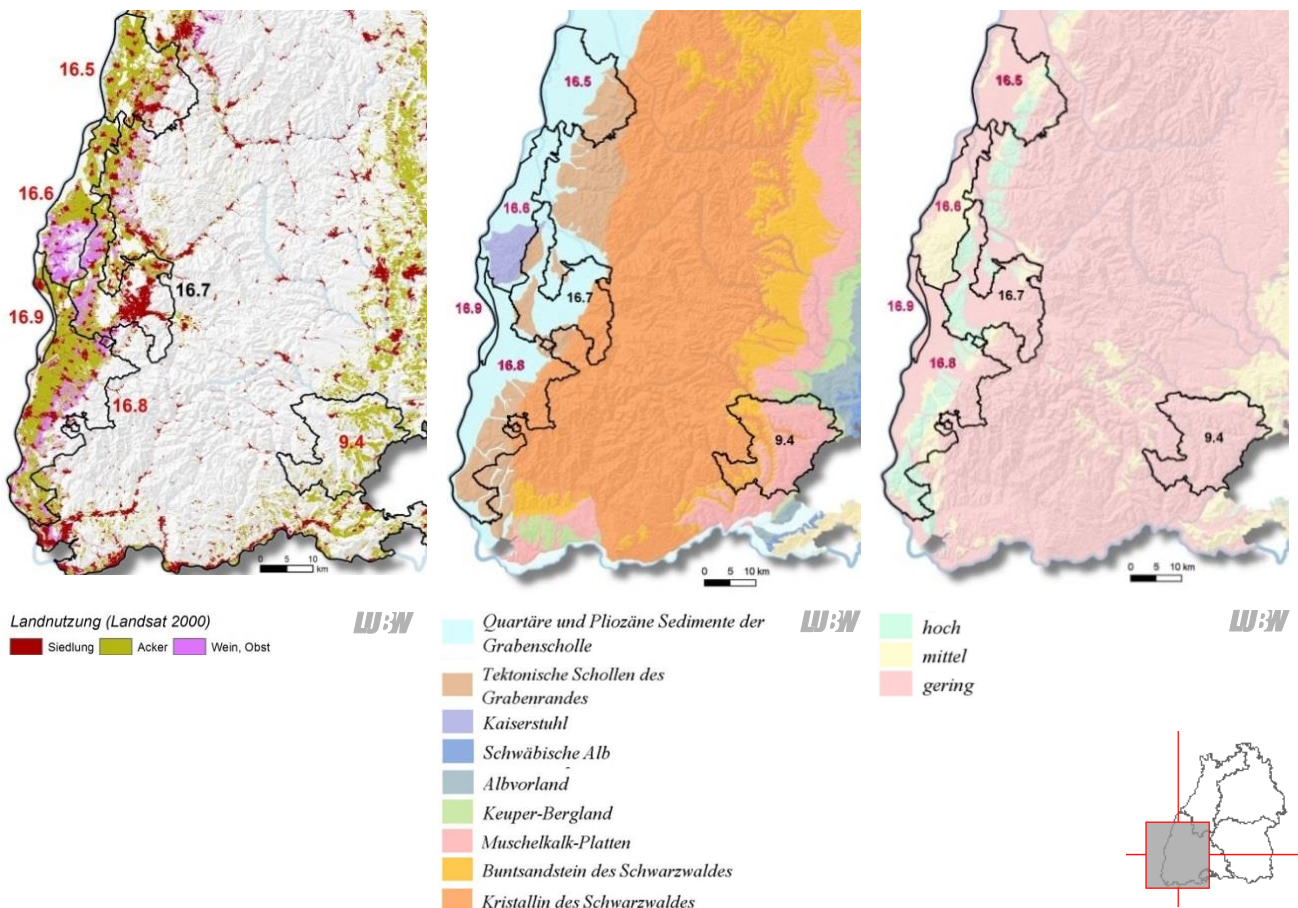 16.5
16.6
16.7
16.9
16.8
9.4
0 5 10
km
16.5
16.6
16.7
16.9
16.8
9.4
0 5 10 km
16.5
16.6
16.7
16.9
16.8
9.4
0 5 10 km
Landnutzung (Landsat 2000)
Siedlung Acker Wein, Obst
LUBW
Quartäre und Pliozäne Sedimente der
Grabenscholle
Tektonische Schollen des
Grabenrandes
Kaiserstuhl
Schwäbische Alb
Albvorland
Keuper-Bergland
Muschelkalk-Platten
Buntsandstein des Schwarzwaldes
Kristallin des Schwarzwaldes
LUBW
hoch
mittel
gering
LUBW